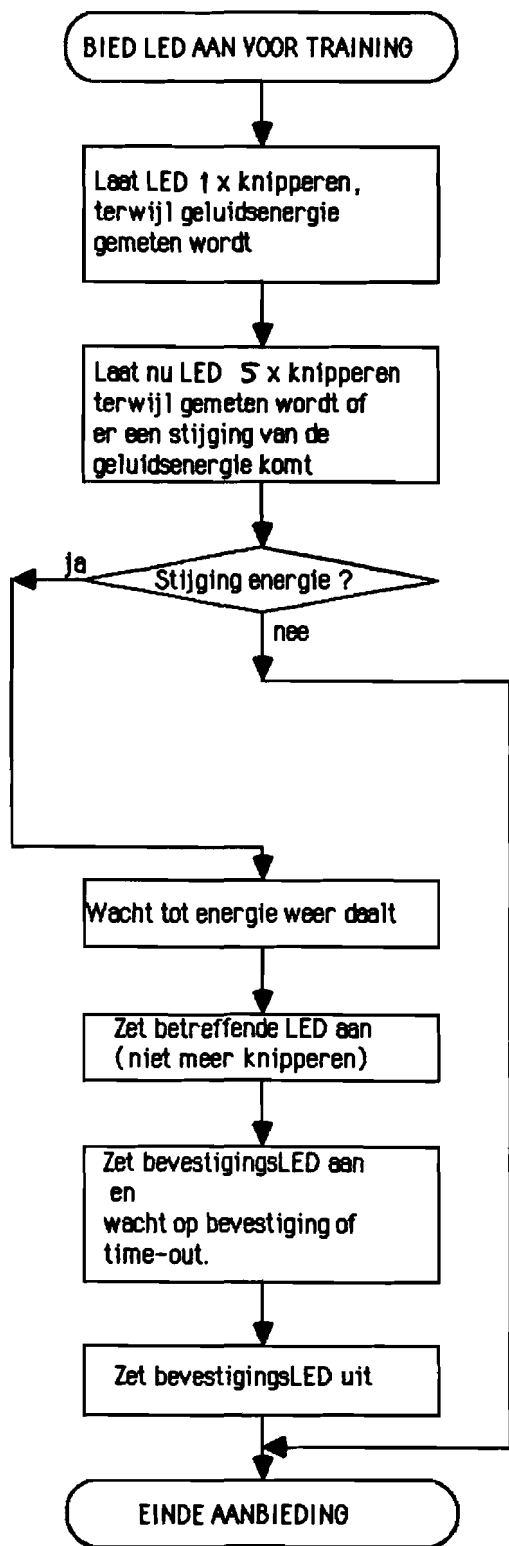 BIED LED AAN VOOR TRAINING
Laat LED 1 x knipperen,
terwijl geluidsenergie
gemeten wordt
Laat nu LED 5 x knipperen
terwijl gemeten wordt of
er een stijging van de
geluidsenergie komt
ja
Stijging energie ?
nee
Wacht tot energie weer daalt
Zet betreffende LED aan
(niet meer knipperen)
Zet bevestigingsLED aan
en
wacht op bevestiging of
time-out.
Zet bevestigingsLED uit
EINDE AANBIEDING